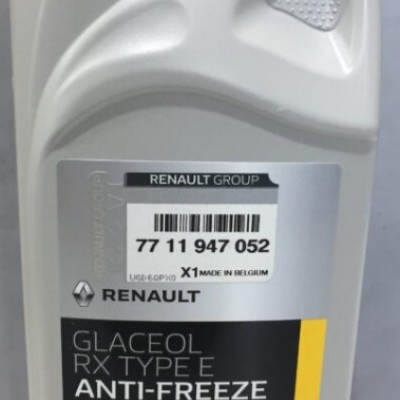 RENAULT GROUP
77 11 947 052
X1 MADE IN BELGIUM
RENAULT
GLACEOL
RX TYPE E
ANTI-FREEZE